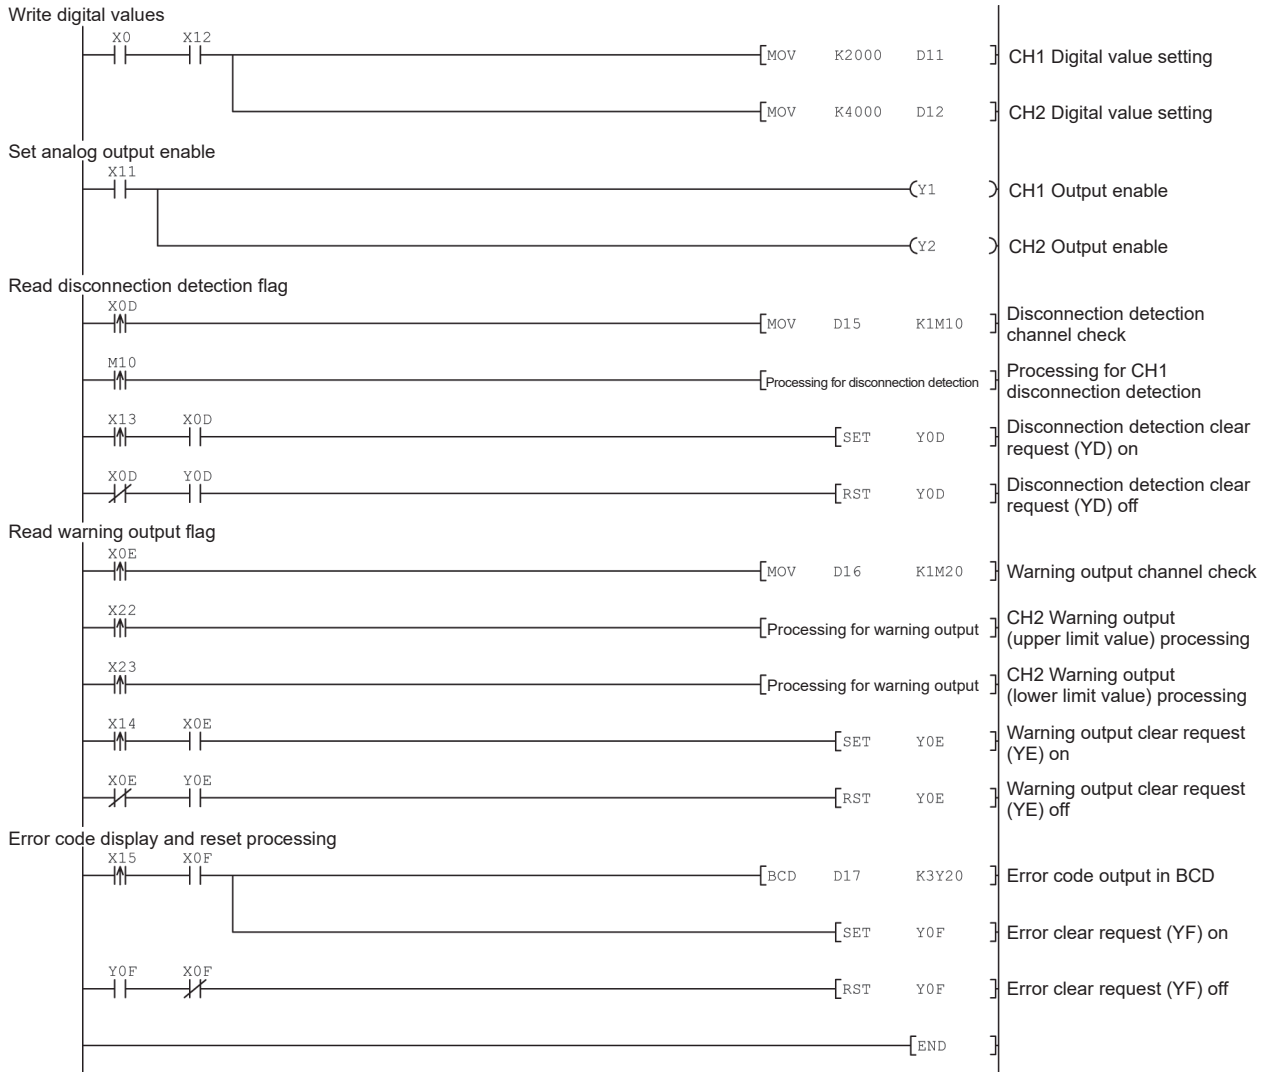 Write digital values
X0 X12
MOV K2000 D11 CH1 Digital value setting
MOV K4000 D12 CH2 Digital value setting
Set analog output enable
X11
Y1 CH1 Output enable
Y2 CH2 Output enable
Read disconnection detection flag
X0D
MOV D15 K1M10 Disconnection detection
channel check
M10
Processing for disconnection detection Processing for CH1
disconnection detection
X13 X0D
SET Y0D Disconnection detection clear
request (YD) on
X0D Y0D
RST Y0D Disconnection detection clear
request (YD) off
Read warning output flag
X0E
MOV D16 K1M20 Warning output channel check
X22
Processing for warning output CH2 Warning output
(upper limit value) processing
X23
Processing for warning output CH2 Warning output
(lower limit value) processing
X14 X0E
SET Y0E Warning output clear request
(YE) on
X0E Y0E
RST Y0E Warning output clear request
(YE) off
Error code display and reset processing
X15 X0F
BCD D17 K3Y20 Error code output in BCD
SET Y0F Error clear request (YF) on
Y0F X0F
RST Y0F Error clear request (YF) off
END